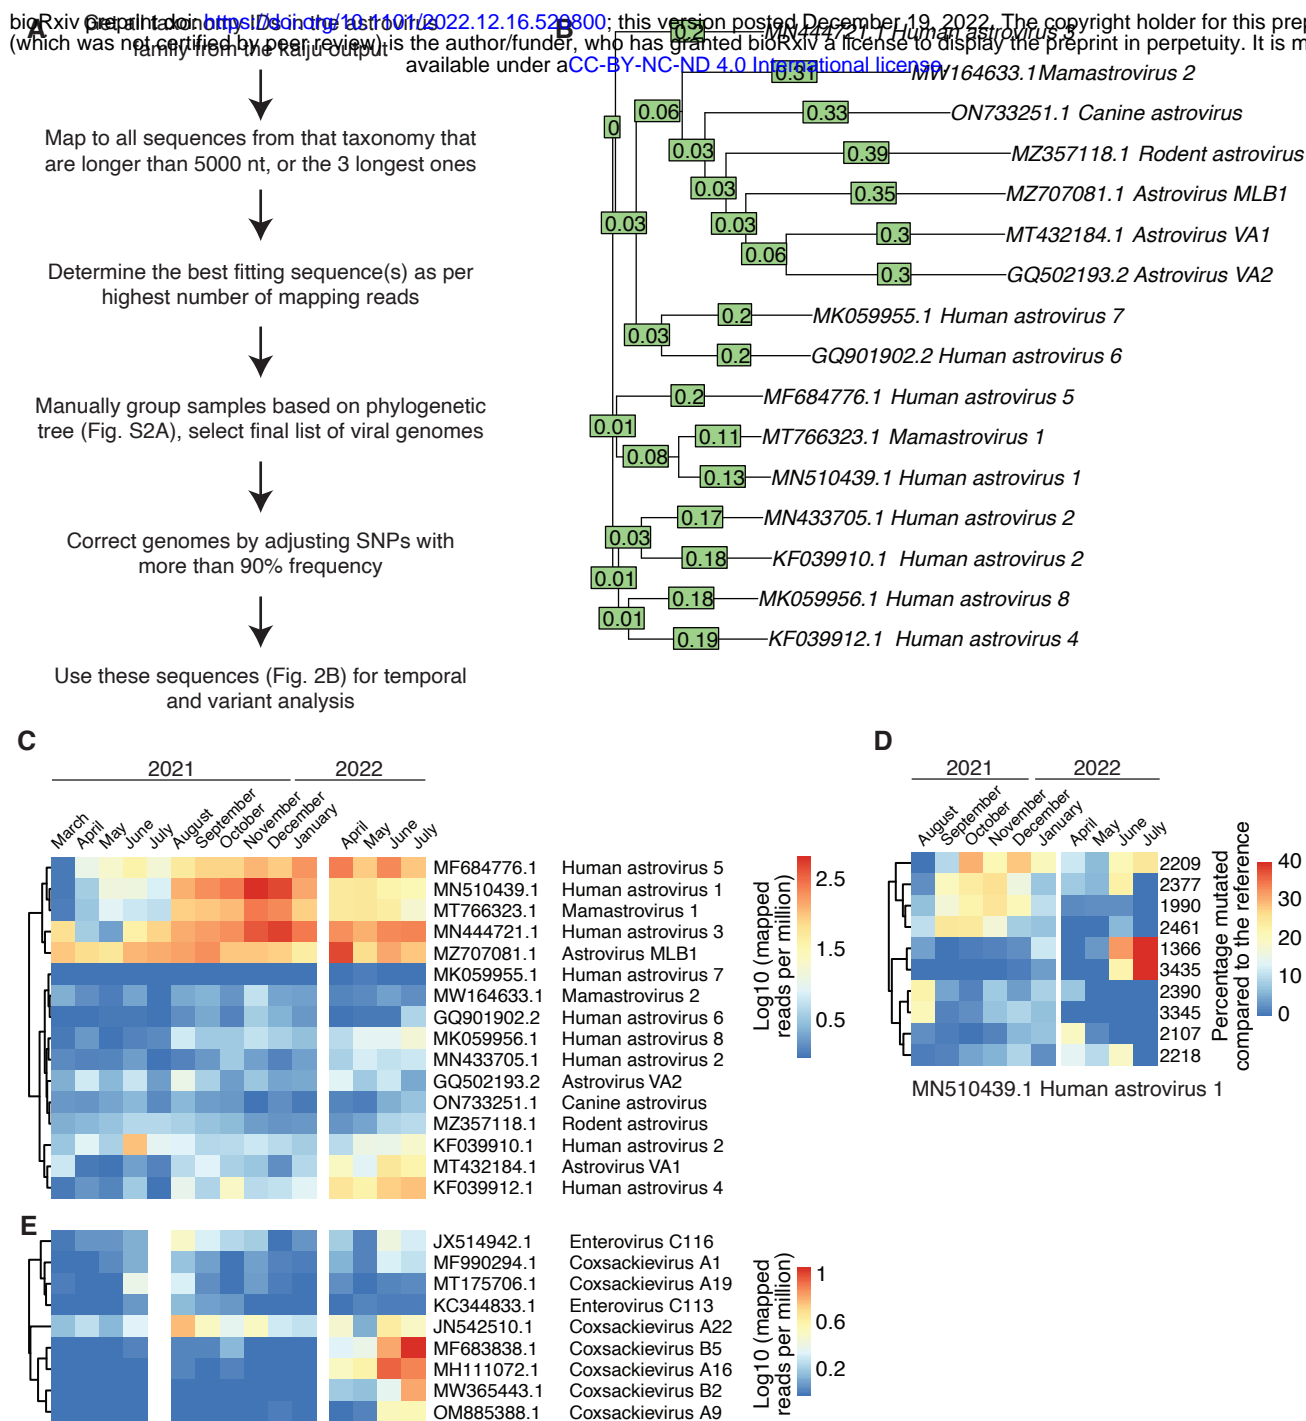 bioRxiv preprint doi: https://doi.org/10.1101/2022.12.16.520800; this version posted December 19, 2022. The copyright holder for this prep
(which was not certified by peer review) is the author/funder, who has granted bioRxiv a license to display the preprint in perpetuity. It is m
available under aCC-BY-NC-ND 4.0 International license.
A
Get all taxonomy IDs in the astrovirus
family from the kaiju output
Map to all sequences from that taxonomy that
are longer than 5000 nt, or the 3 longest ones
Determine the best fitting sequence(s) as per
highest number of mapping reads
Manually group samples based on phylogenetic
tree (Fig. S2A), select final list of viral genomes
Correct genomes by adjusting SNPs with
more than 90% frequency
Use these sequences (Fig. 2B) for temporal
and variant analysis
B
0.2 MN444721.1 Human astrovirus 3
0.31 MW164633.1 Mamastrovirus 2
0.06
0.33 ON733251.1 Canine astrovirus
0
0.03
0.39 MZ357118.1 Rodent astrovirus
0.03
0.35 MZ707081.1 Astrovirus MLB1
0.03
0.03
0.3 MT432184.1 Astrovirus VA1
0.06
0.3 GQ502193.2 Astrovirus VA2
0.2 MK059955.1 Human astrovirus 7
0.03
0.2 GQ901902.2 Human astrovirus 6
0.2 MF684776.1 Human astrovirus 5
0.01
0.11 MT766323.1 Mamastrovirus 1
0.08
0.13 MN510439.1 Human astrovirus 1
0.17 MN433705.1 Human astrovirus 2
0.03
0.18 KF039910.1 Human astrovirus 2
0.01
0.18 MK059956.1 Human astrovirus 8
0.01
0.19 KF039912.1 Human astrovirus 4
C
2021 2022
March April May June July August September October November December January April May June July
MF684776.1 Human astrovirus 5
MN510439.1 Human astrovirus 1
MT766323.1 Mamastrovirus 1
MN444721.1 Human astrovirus 3
MZ707081.1 Astrovirus MLB1
MK059955.1 Human astrovirus 7
MW164633.1 Mamastrovirus 2
GQ901902.2 Human astrovirus 6
MK059956.1 Human astrovirus 8
MN433705.1 Human astrovirus 2
GQ502193.2 Astrovirus VA2
ON733251.1 Canine astrovirus
MZ357118.1 Rodent astrovirus
KF039910.1 Human astrovirus 2
MT432184.1 Astrovirus VA1
KF039912.1 Human astrovirus 4
Log10 (mapped
reads per million)
2.5
1.5
0.5
D
2021 2022
August September October November December January April May June July
2209
2377
1990
2461
1366
3435
2390
3345
2107
2218
MN510439.1 Human astrovirus 1
Percentage mutated
compared to the reference
40
30
20
10
0
E
JX514942.1 Enterovirus C116
MF990294.1 Coxsackievirus A1
MT175706.1 Coxsackievirus A19
KC344833.1 Enterovirus C113
JN542510.1 Coxsackievirus A22
MF683838.1 Coxsackievirus B5
MH111072.1 Coxsackievirus A16
MW365443.1 Coxsackievirus B2
OM885388.1 Coxsackievirus A9
Log10 (mapped
reads per million)
1
0.6
0.2